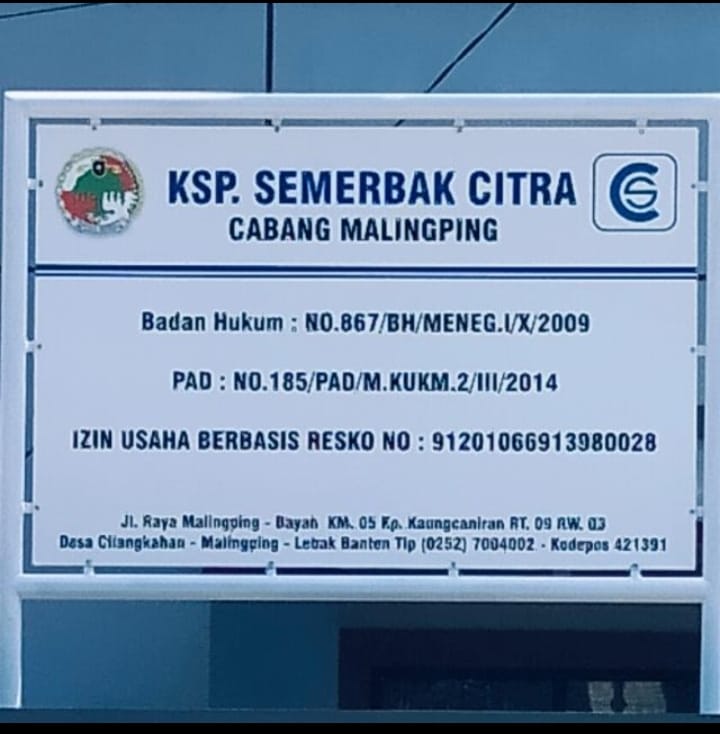 KSP. SEMERBAK CITRA
CABANG MALINGPING
Badan Hukum : NO.867/BH/MENEG.I/X/2009
PAD : NO.185/PAD/M.KUKM.2/III/2014
IZIN USAHA BERBASIS RESKO NO : 91201066913980028
Jl. Raya Malingping - Bayah KM. 05 Kp. Kaungcaniran RT. 09 RW. 03
Desa Cilangkahan - Malingping - Lebak Banten Tlp (0252) 7004002 - Kodepos 421391